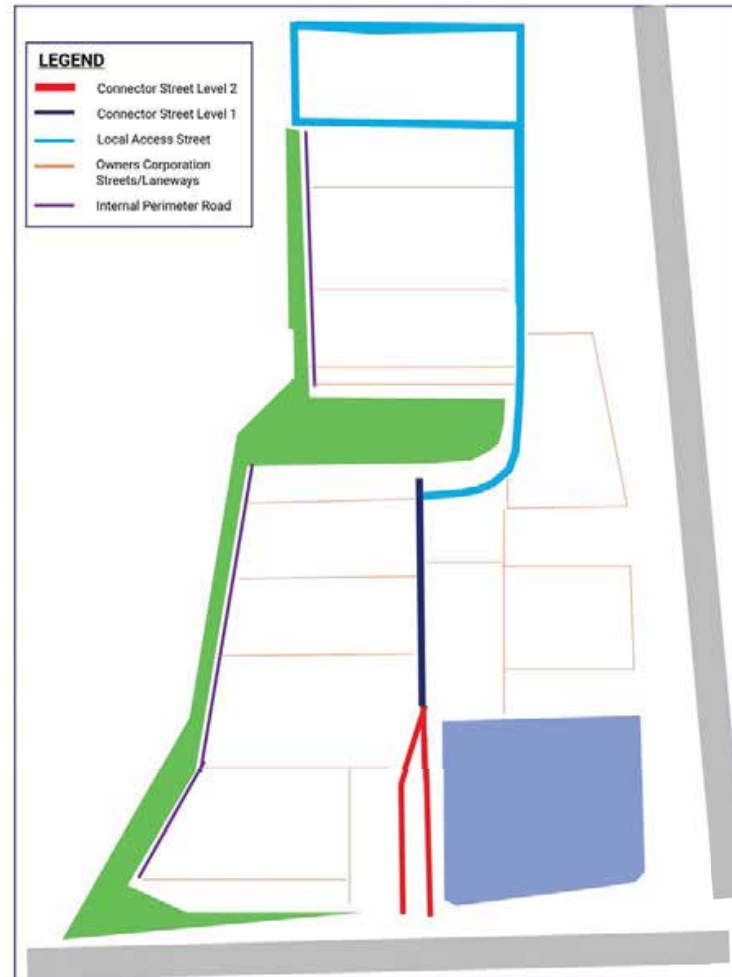 LEGEND
Connector Street Level 2
Connector Street Level 1
Local Access Street
Owners Corporation
Streets/Laneways
Internal Perimeter Road